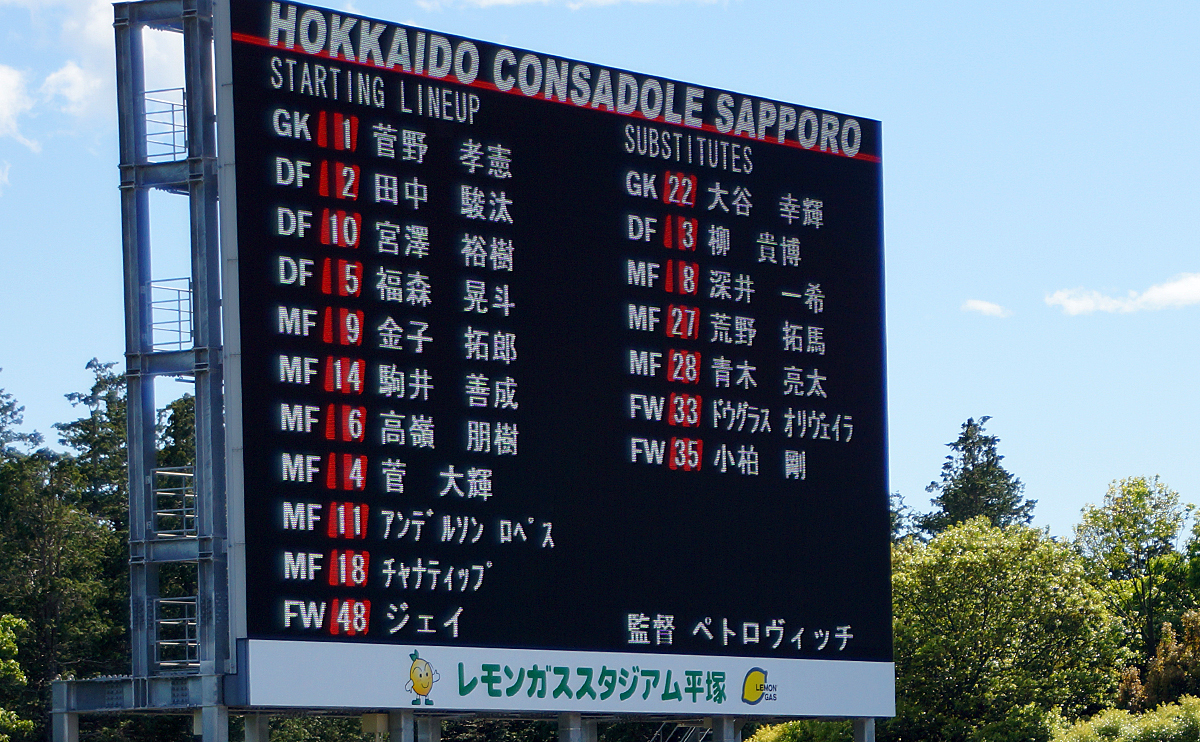 HOKKAIDO CONSADOLE SAPPORO
STARTING LINEUP
GK 1 菅野 孝憲
DF 2 田中 駿汰
DF 10 宮澤 裕樹
DF 5 福森 晃斗
MF 9 金子 拓郎
MF 14 駒井 善成
MF 6 高嶺 朋樹
MF 4 菅 大輝
MF 11 アンデルソン ロペス
MF 18 チャナティップ
FW 48 ジェイ
SUBSTITUTES
GK 22 大谷 幸輝
DF 3 柳 貴博
MF 8 深井 一希
MF 27 荒野 拓馬
MF 28 青木 亮太
FW 33 ドウグラス オリヴェイラ
FW 35 小柏 剛
監督 ペトロヴィッチ
レモンガススタジアム平塚
LEMON
GAS